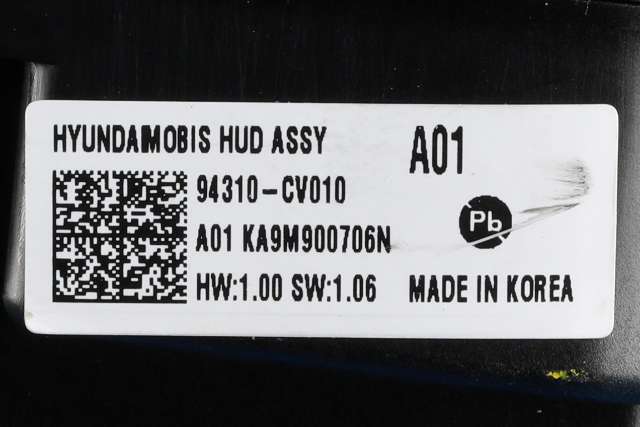 HYUNDAIMOBIS HUD ASSY A01
94310-CV010
Pb
A01 KA9M900706N
HW:1.00 SW:1.06 MADE IN KOREA